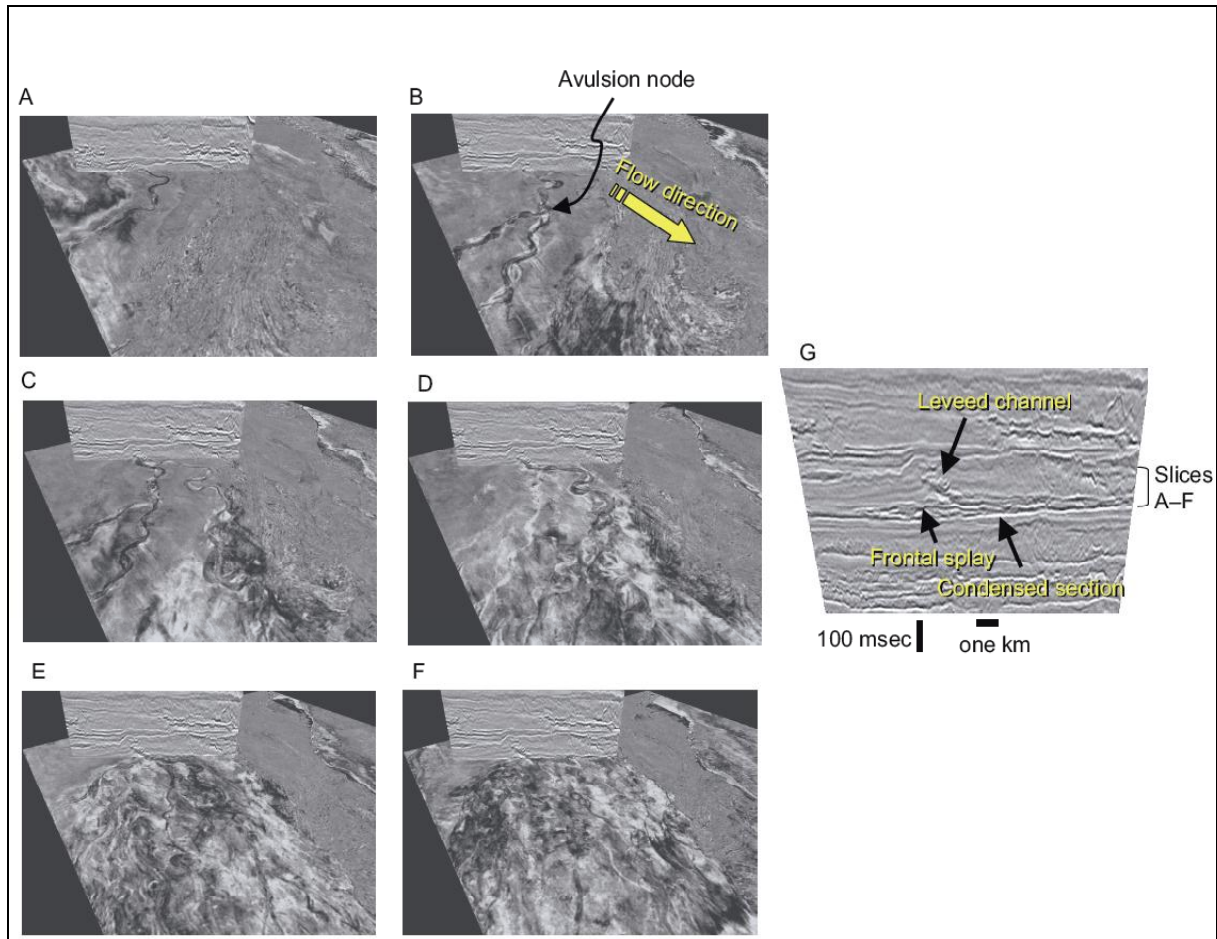 A
B
Avulsion node
Flow direction
C
D
G
Leveed channel
Slices
A–F
Frontal splay
Condensed section
100 msec
one km
E
F